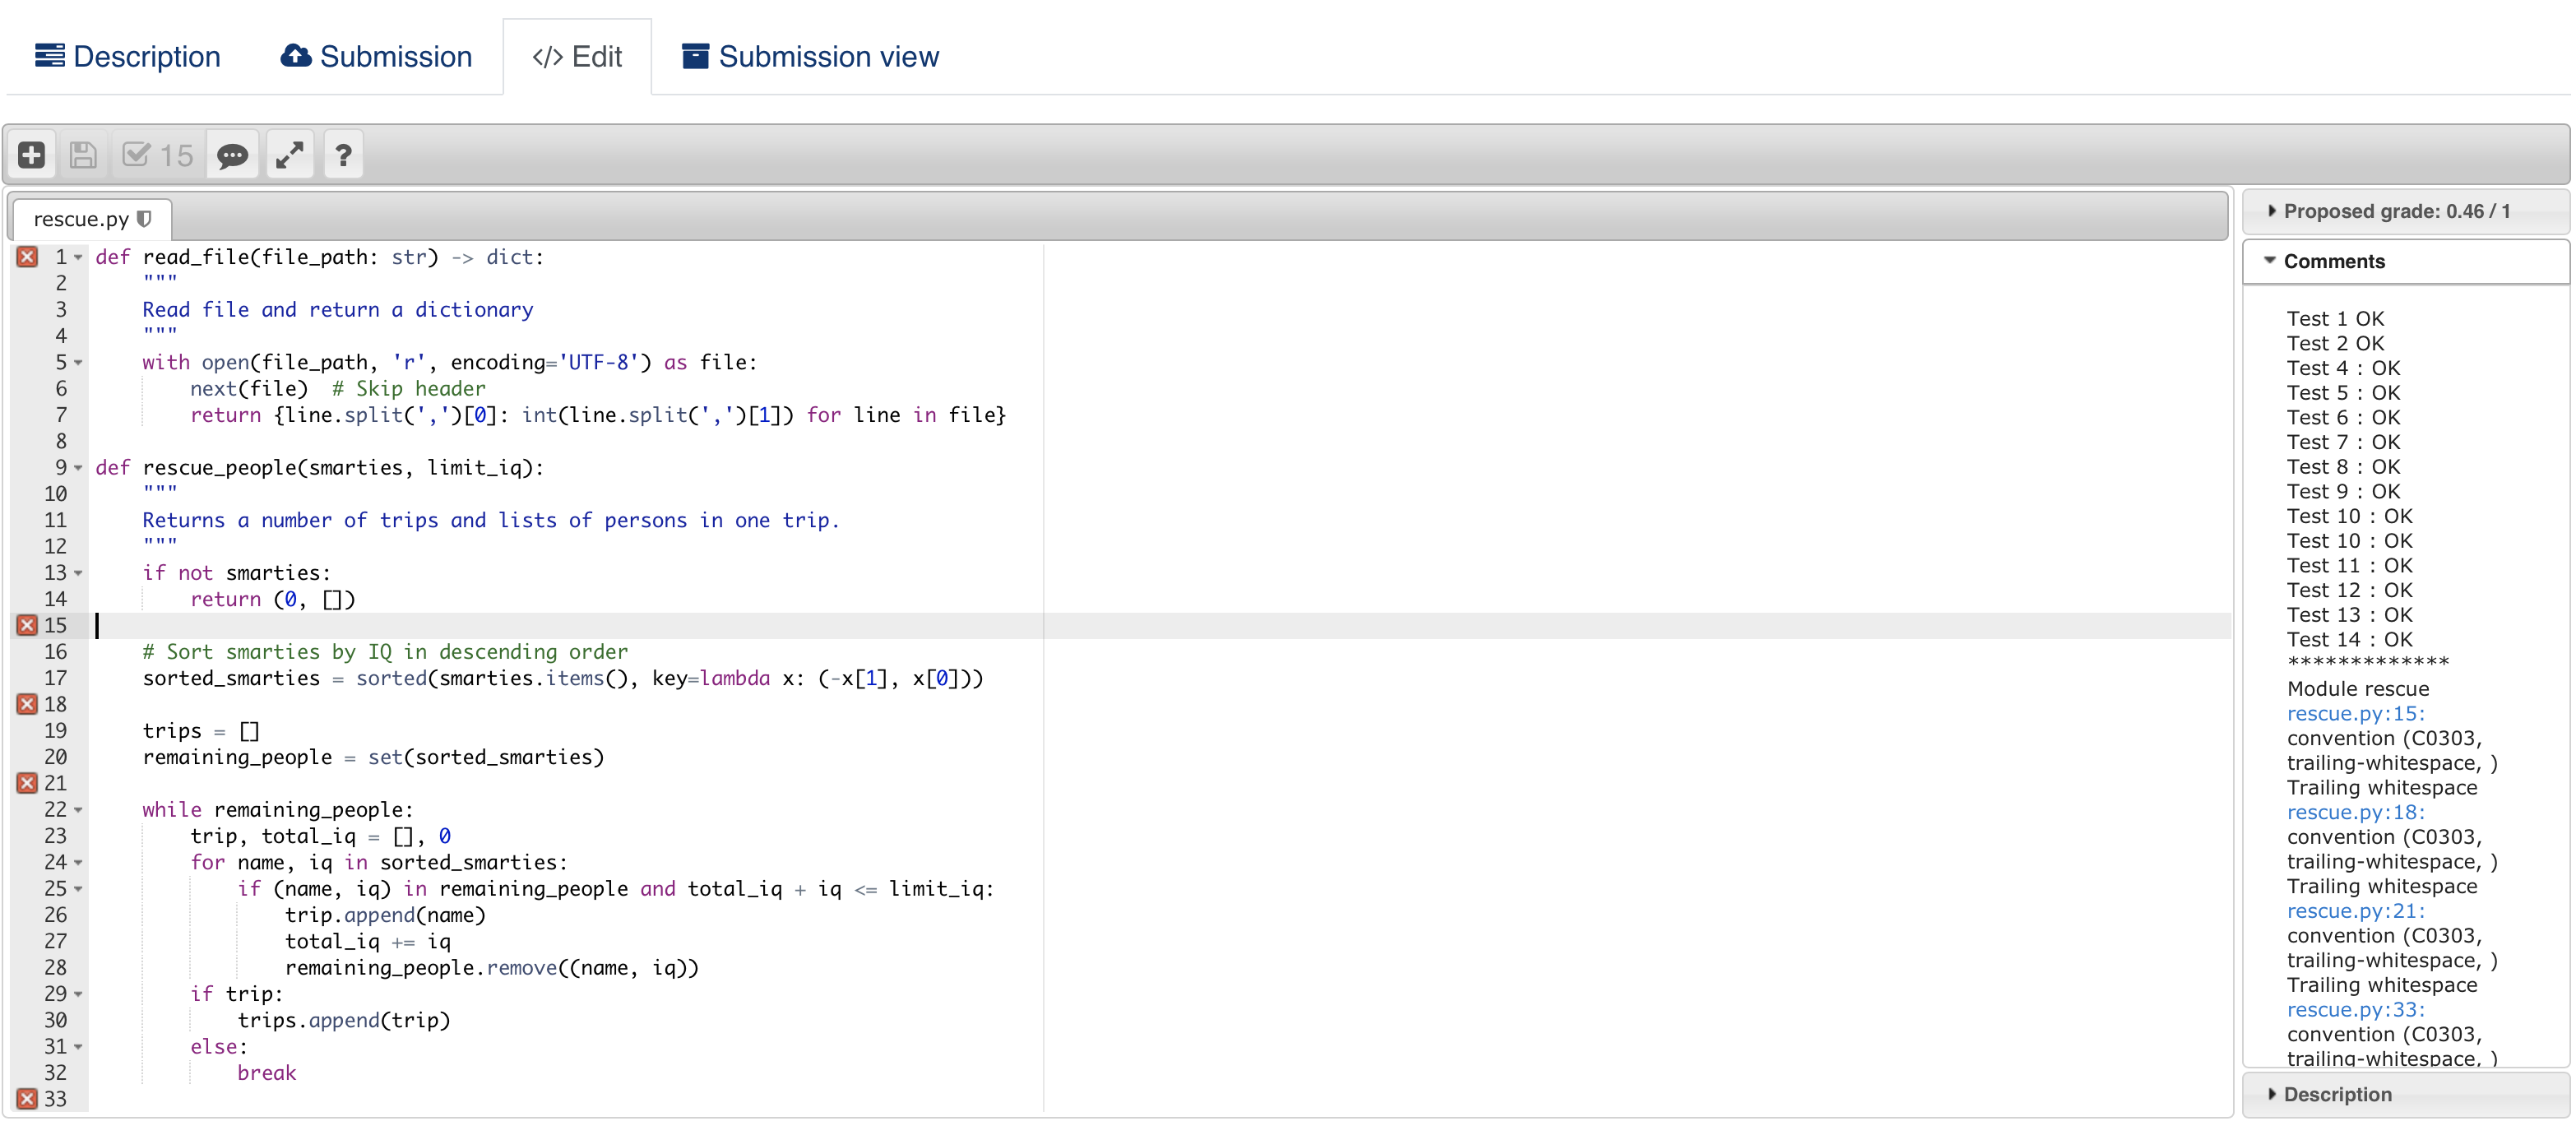 Description
Submission
</> Edit
Submission view
15
?
rescue.py
1 def read_file(file_path: str) -> dict:
2     """
3     Read file and return a dictionary
4     """
5     with open(file_path, 'r', encoding='UTF-8') as file:
6         next(file)  # Skip header
7         return {line.split(',')[0]: int(line.split(',')[1]) for line in file}
8
9 def rescue_people(smarties, limit_iq):
10     """
11     Returns a number of trips and lists of persons in one trip.
12     """
13     if not smarties:
14         return (0, [])
15
16     # Sort smarties by IQ in descending order
17     sorted_smarties = sorted(smarties.items(), key=lambda x: (-x[1], x[0]))
18
19     trips = []
20     remaining_people = set(sorted_smarties)
21
22     while remaining_people:
23         trip, total_iq = [], 0
24         for name, iq in sorted_smarties:
25             if (name, iq) in remaining_people and total_iq + iq <= limit_iq:
26                 trip.append(name)
27                 total_iq += iq
28                 remaining_people.remove((name, iq))
29         if trip:
30             trips.append(trip)
31         else:
32             break
33
Proposed grade: 0.46 / 1
Comments
Test 1 OK
Test 2 OK
Test 4 : OK
Test 5 : OK
Test 6 : OK
Test 7 : OK
Test 8 : OK
Test 9 : OK
Test 10 : OK
Test 10 : OK
Test 11 : OK
Test 12 : OK
Test 13 : OK
Test 14 : OK
*************
Module rescue
rescue.py:15:
convention (C0303,
trailing-whitespace, )
Trailing whitespace
rescue.py:18:
convention (C0303,
trailing-whitespace, )
Trailing whitespace
rescue.py:21:
convention (C0303,
trailing-whitespace, )
Trailing whitespace
rescue.py:33:
convention (C0303,
trailing-whitespace, )
Description